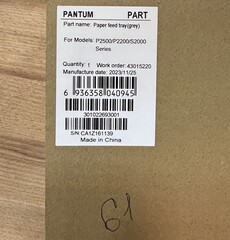 PANTUM PART
Part name: Paper feed tray(grey)
For Models: P2500/P2200/S2000
Series
Quantity: 1 Work order: 43015220
Manufacture date: 2023/11/25
6 936358 040945
301022693001
S/N:CA1Z161139
Made in China
61